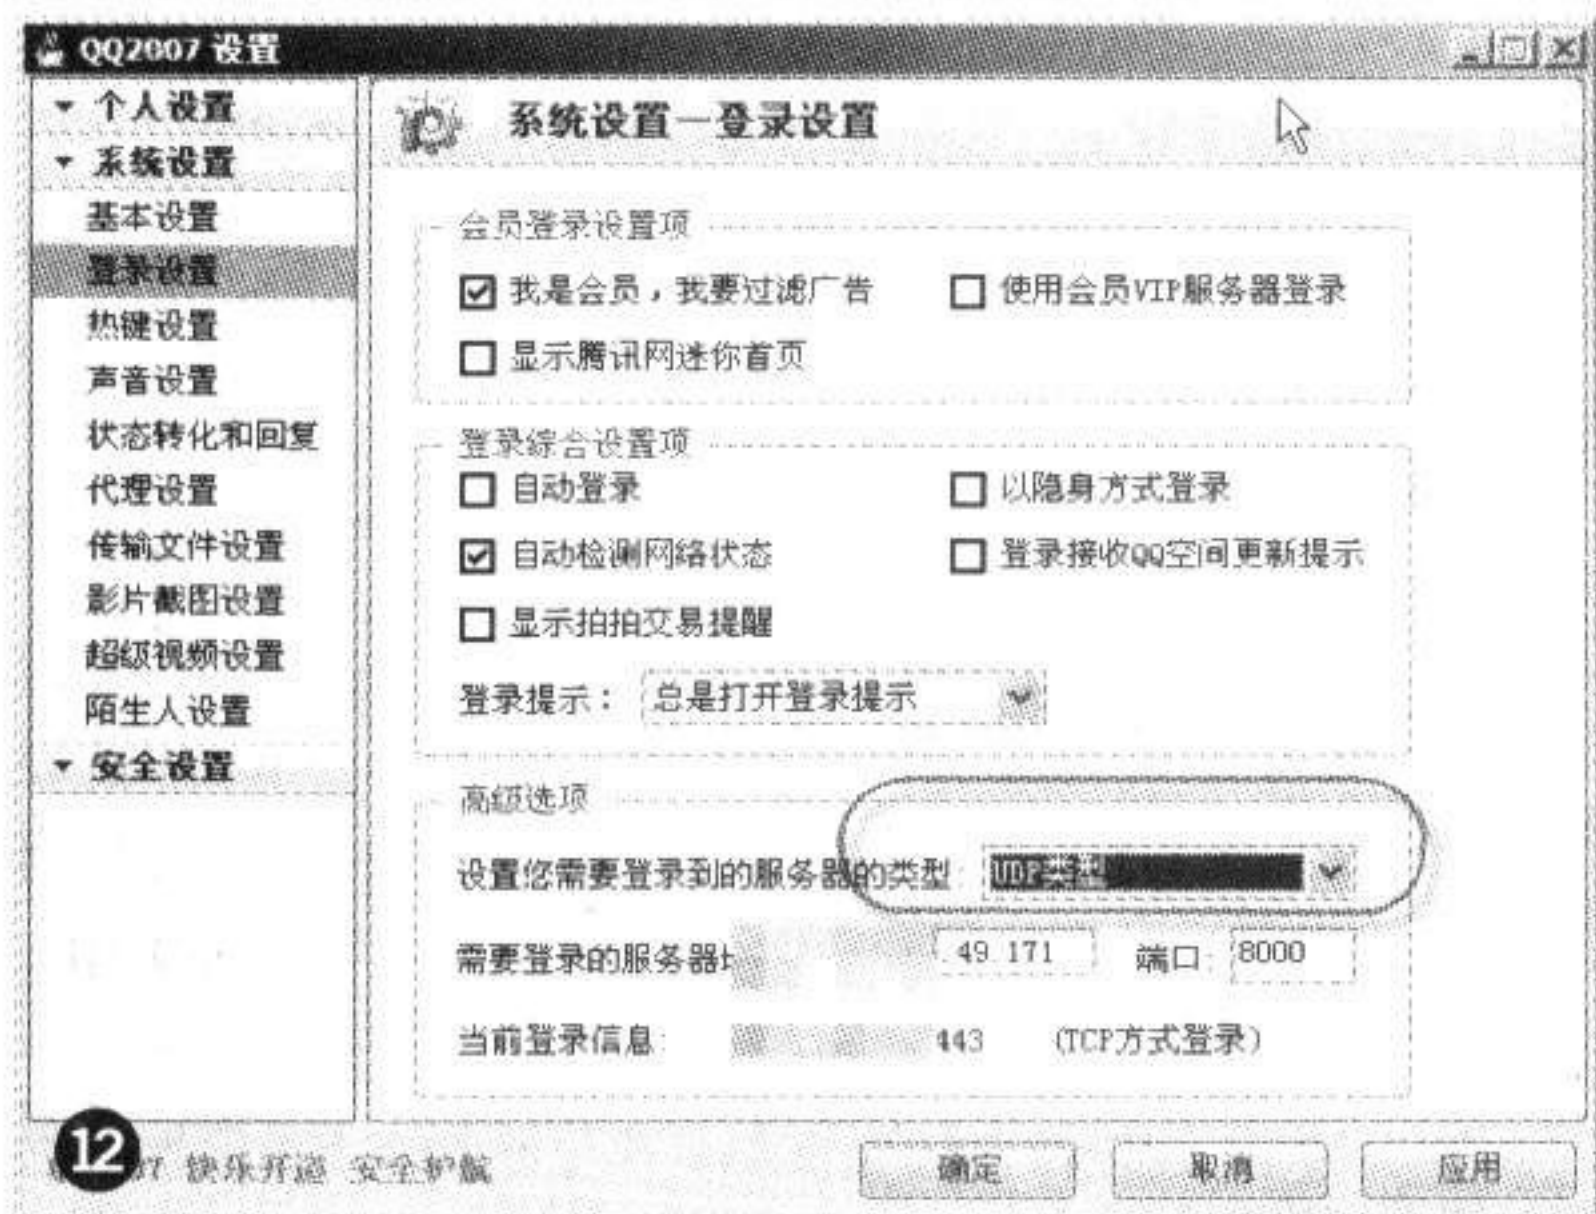 QQ2007 设置
个人设置
系统设置
基本设置
登录设置
热键设置
声音设置
状态转化和回复
代理设置
传输文件设置
影片截图设置
超级视频设置
陌生人设置
安全设置
系统设置－登录设置
会员登录设置项
我是会员，我要过滤广告
使用会员VIP服务器登录
显示腾讯网迷你首页
登录综合设置项
自动登录
以隐身方式登录
自动检测网络状态
登录接收QQ空间更新提示
显示拍拍交易提醒
登录提示： 总是打开登录提示
高级选项
设置您需要登录到的服务器的类型: UDP类型
需要登录的服务器 .49.171 端口: 8000
当前登录信息: 443 (TCP方式登录)
12
07 快乐开道 安全护航
确定
取消
应用